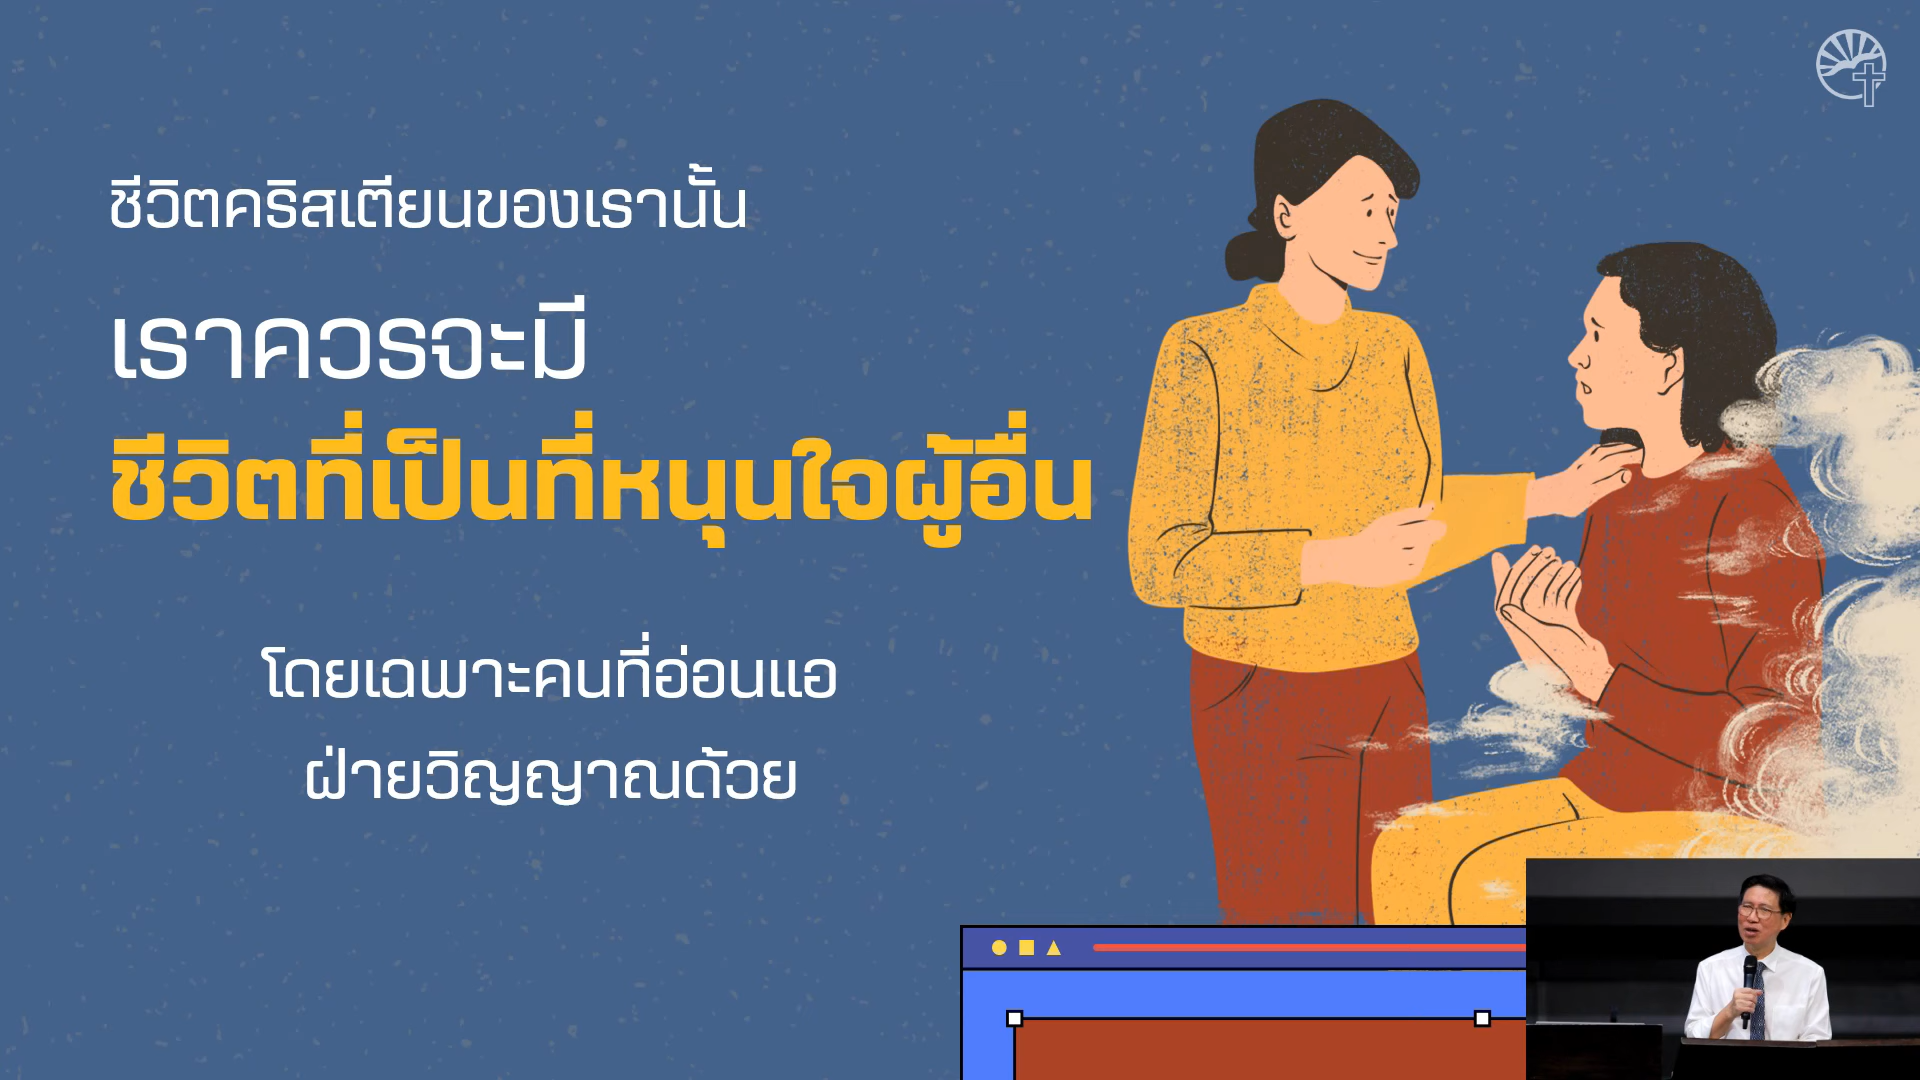 ชีวิตคริสเตียนของเรานั้น
เราควรจะมี
ชีวิตที่เป็นที่หนุนใจผู้อื่น
โดยเฉพาะคนที่อ่อนแอ
ฝ่ายวิญญาณด้วย